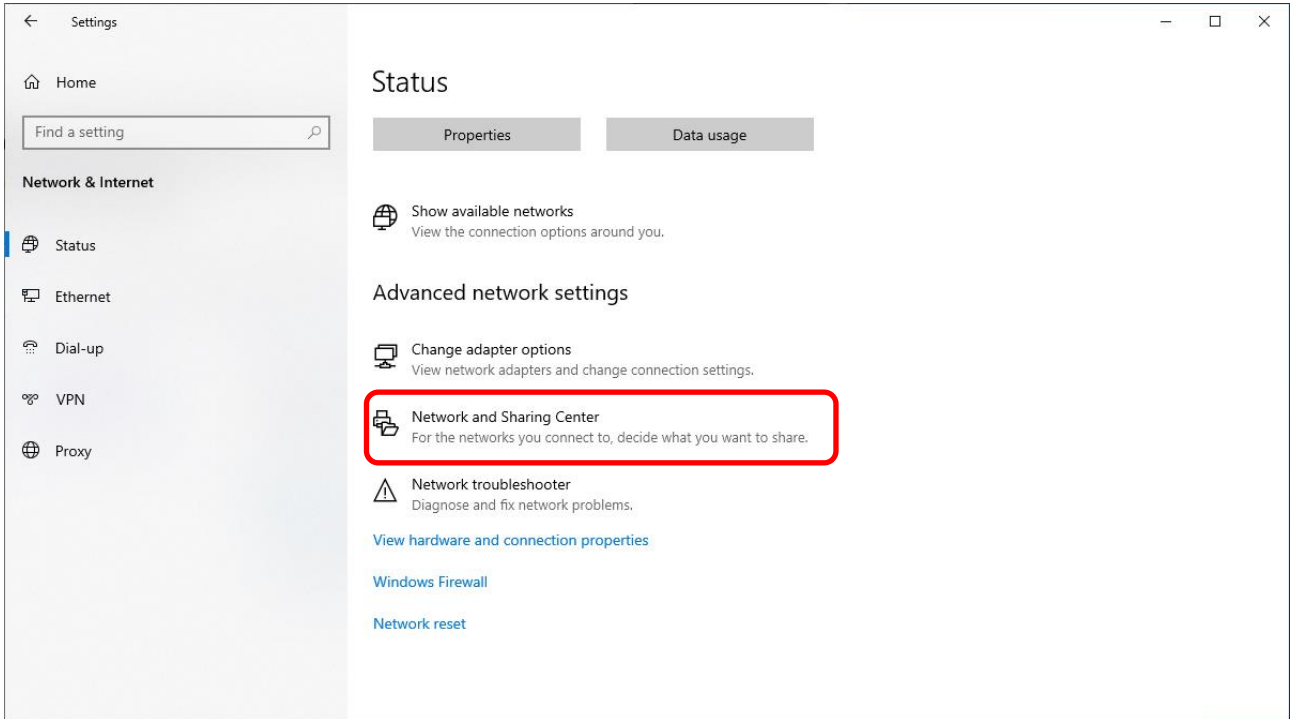 Settings
Home
Find a setting
Network & Internet
Status
Ethernet
Dial-up
VPN
Proxy
Status
Properties
Data usage
Show available networks
View the connection options around you.
Advanced network settings
Change adapter options
View network adapters and change connection settings.
Network and Sharing Center
For the networks you connect to, decide what you want to share.
Network troubleshooter
Diagnose and fix network problems.
View hardware and connection properties
Windows Firewall
Network reset